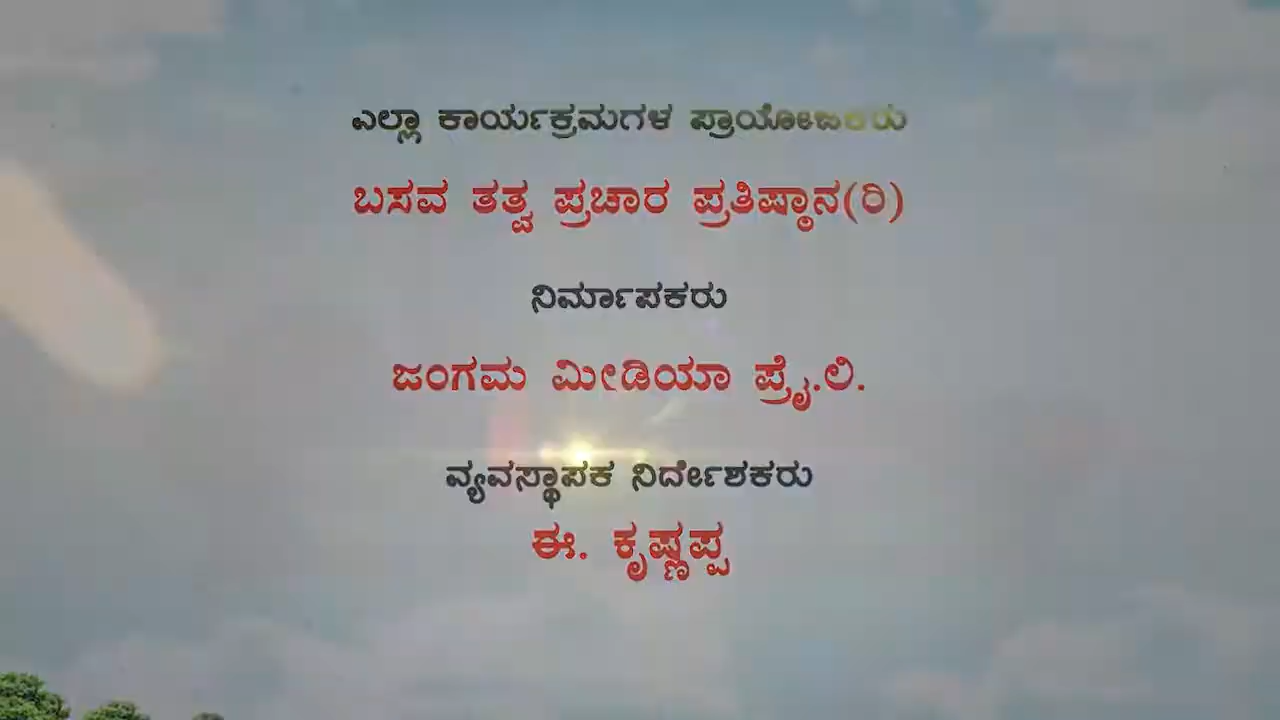 ಎಲ್ಲಾ ಕಾರ್ಯಕ್ರಮಗಳ ಪ್ರಾಯೋಜಕರು
ಬಸವ ತತ್ವ ಪ್ರಚಾರ ಪ್ರತಿಷ್ಠಾನ(ರಿ)
ನಿರ್ಮಾಪಕರು
ಜಂಗಮ ಮೀಡಿಯಾ ಪ್ರೈ.ಲಿ.
ವ್ಯವಸ್ಥಾಪಕ ನಿರ್ದೇಶಕರು
ಈ. ಕೃಷ್ಣಪ್ಪ